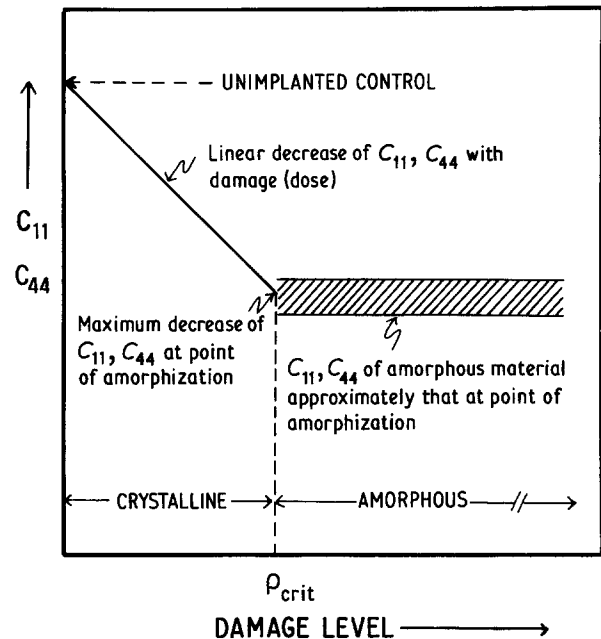 UNIMPLANTED CONTROL
Linear decrease of C11, C44 with
damage (dose)
C11
C44
Maximum decrease of
C11, C44 at point
of amorphization
C11, C44 of amorphous material
approximately that at point of
amorphization
CRYSTALLINE
AMORPHOUS
ρcrit
DAMAGE LEVEL